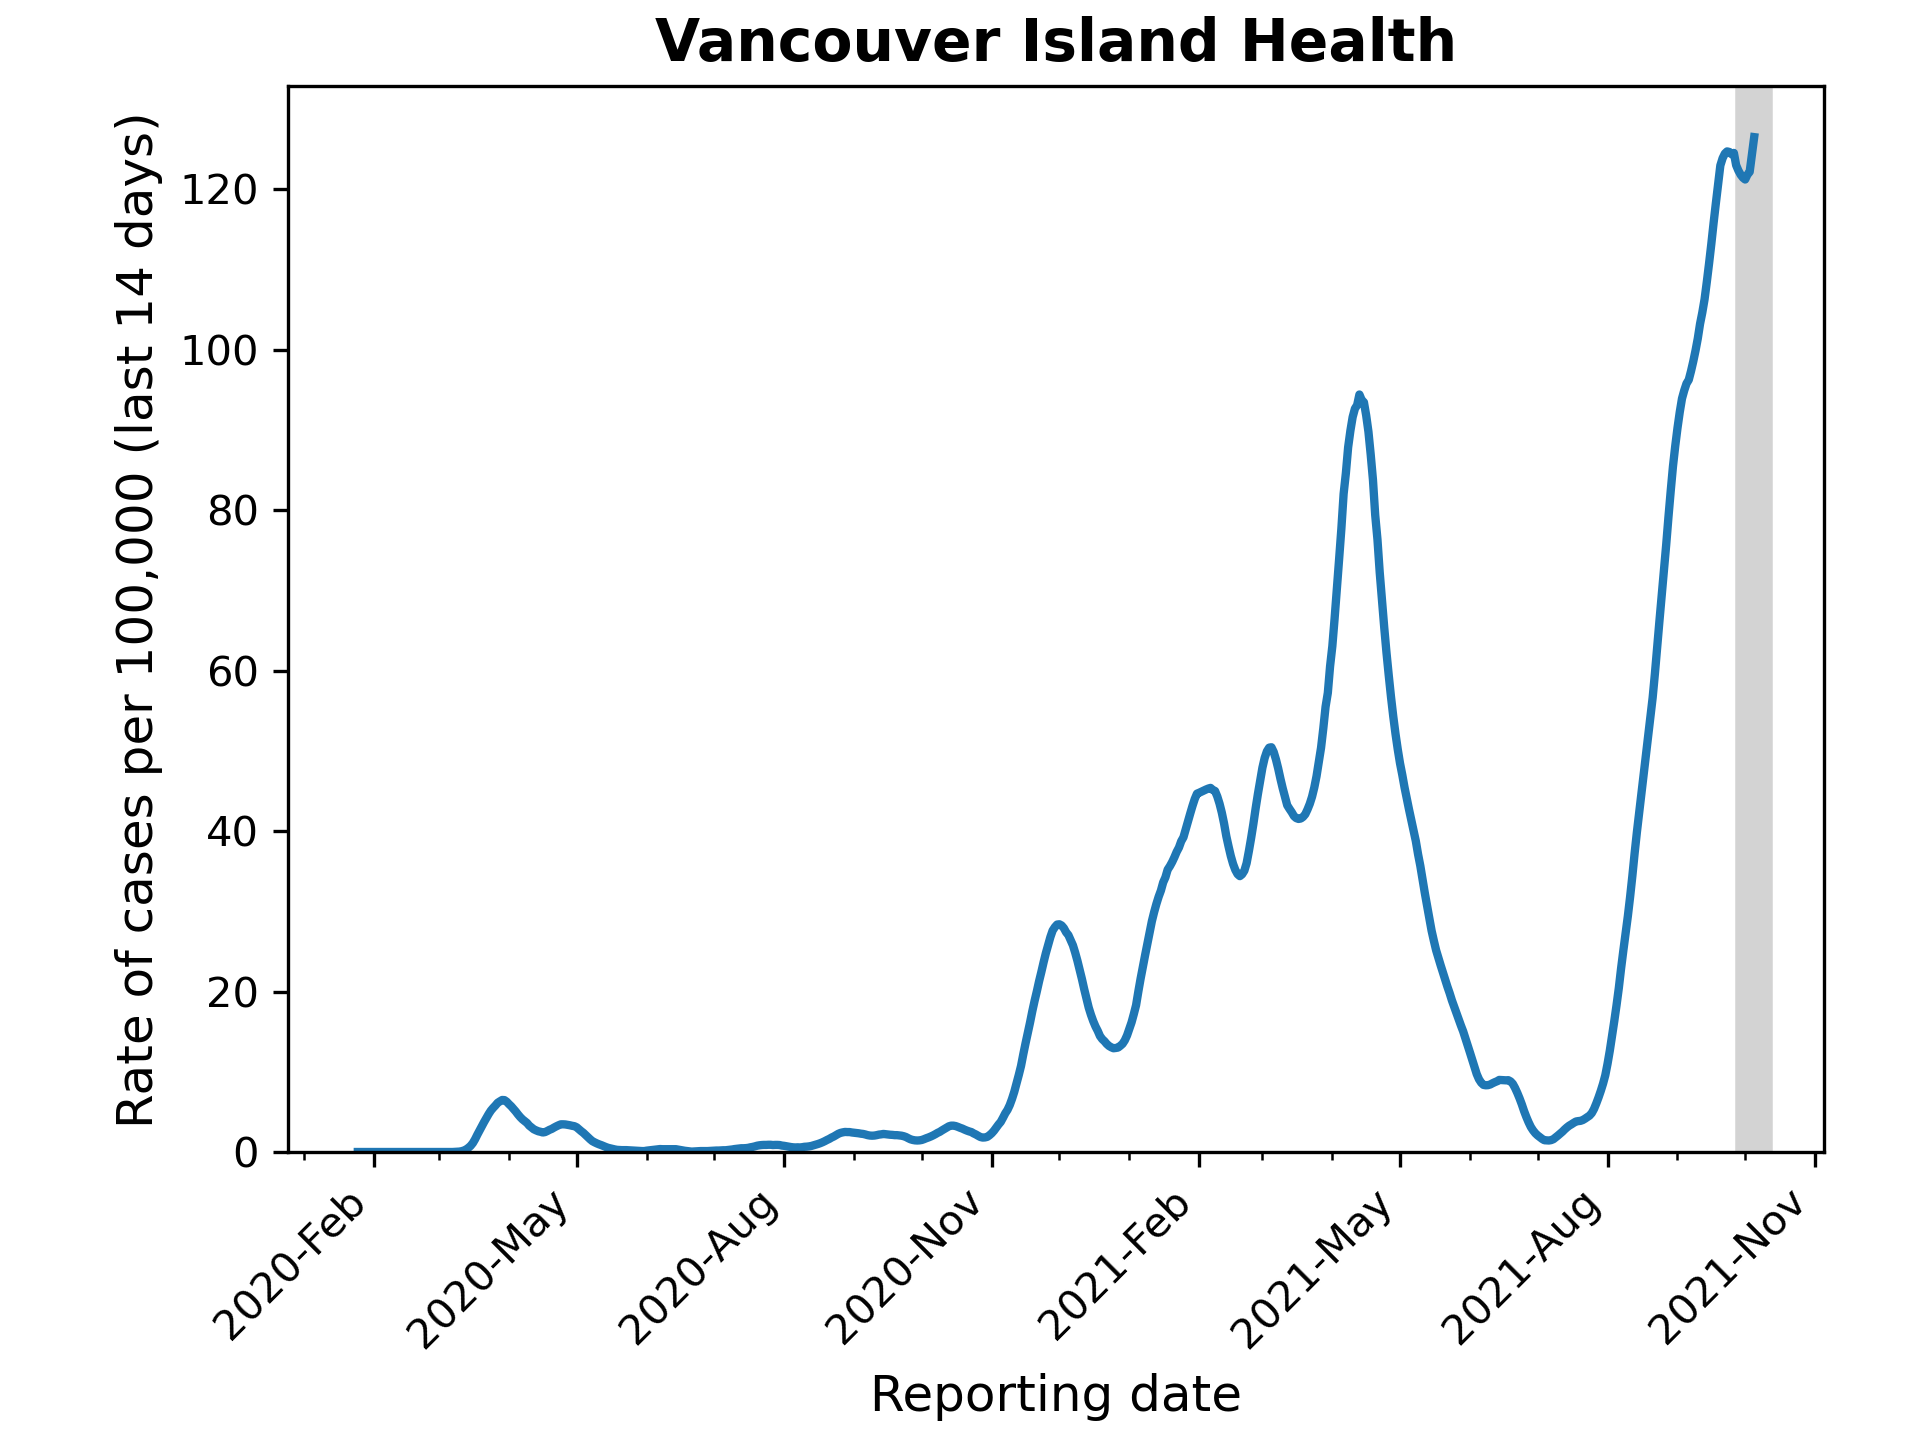 Vancouver Island Health
Rate of cases per 100,000 (last 14 days)
120
100
80
60
40
20
0
2020-Feb
2020-May
2020-Aug
2020-Nov
2021-Feb
2021-May
2021-Aug
2021-Nov
Reporting date